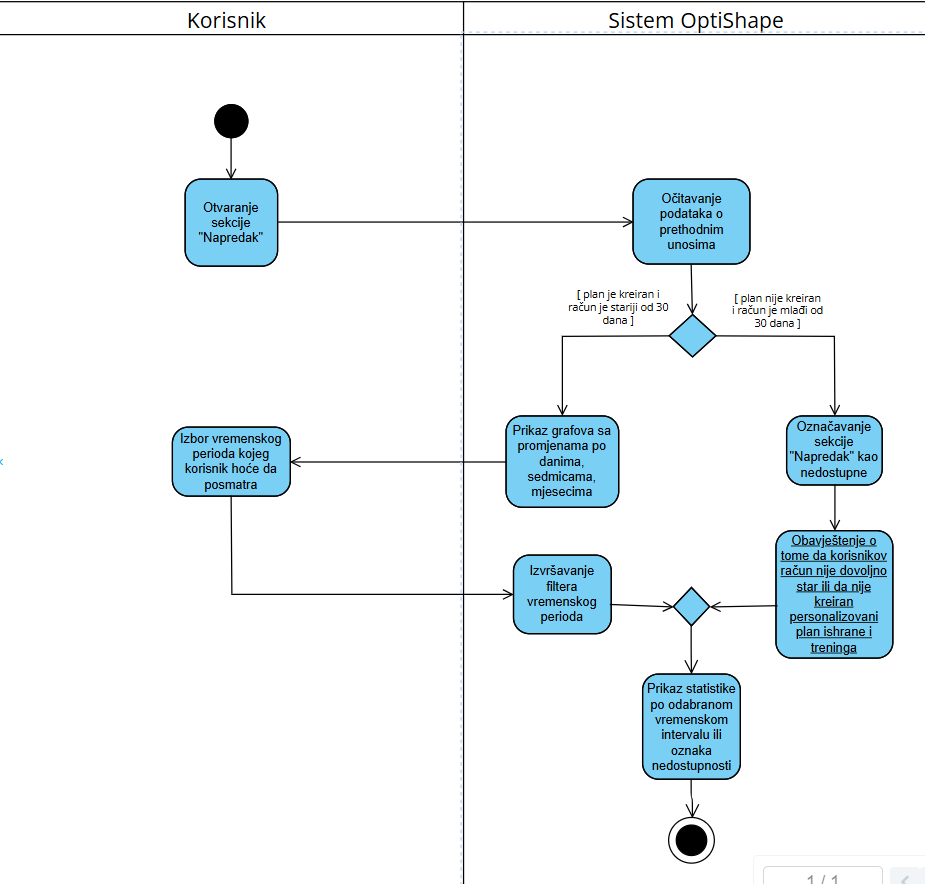 Korisnik
Sistem OptiShape
Otvaranje
sekcije
"Napredak"
Očitavanje
podataka o
prethodnim
unosima
[ plan je kreiran i
račun je stariji od 30
dana ]
[ plan nije kreiran
i račun je mlađi od
30 dana ]
Izbor vremenskog
perioda kojeg
korisnik hoće da
posmatra
Prikaz grafova sa
promjenama po
danima,
sedmicama,
mjesecima
Označavanje
sekcije
"Napredak" kao
nedostupne
Izvršavanje
filtera
vremenskog
perioda
Obavještenje o
tome da korisnikov
račun nije dovoljno
star ili da nije
kreiran
personalizovani
plan ishrane i
treninga
Prikaz statistike
po odabranom
vremenskom
intervalu ili
oznaka
nedostupnosti
1 / 1